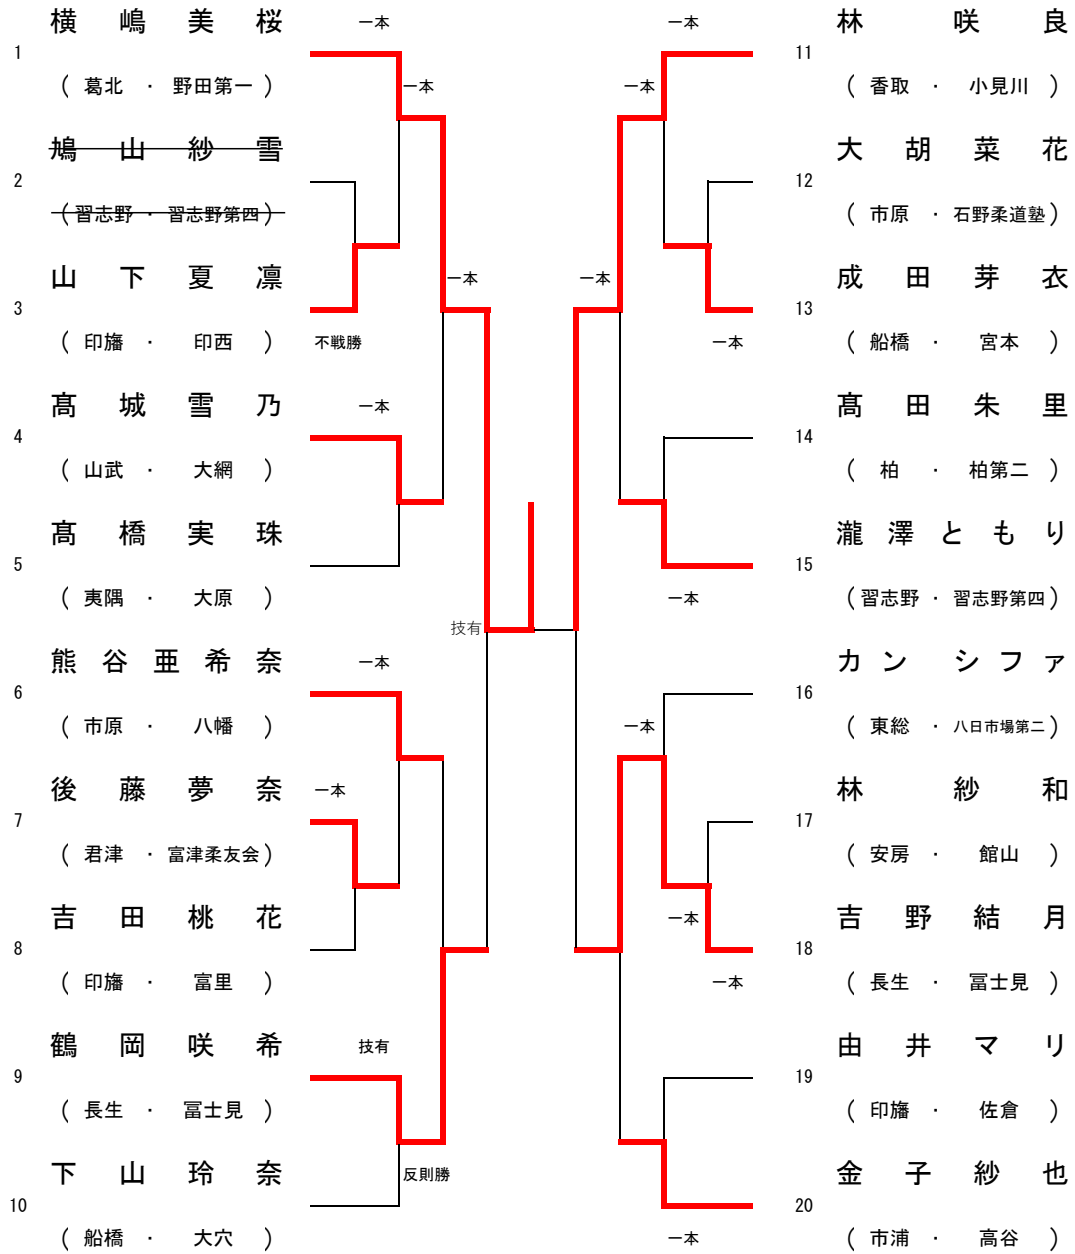 横嶋美桜
一本
1
(葛北・野田第一)
一本
鳩山紗雪
2
(習志野・習志野第四)
山下夏凛
一本
3
(印旛・印西)
不戦勝
髙城雪乃
一本
4
(山武・大網)
髙橋実珠
5
(夷隅・大原)
技有
熊谷亜希奈
一本
6
(市原・八幡)
後藤夢奈
一本
7
(君津・富津柔友会)
吉田桃花
8
(印旛・富里)
鶴岡咲希
技有
9
(長生・冨士見)
下山玲奈
反則勝
10
(船橋・大穴)
一本
林咲良
11
一本
(香取・小見川)
大胡菜花
12
(市原・石野柔道塾)
一本
成田芽衣
13
一本
(船橋・宮本)
髙田朱里
14
(柏・柏第二)
瀧澤ともり
15
一本
(習志野・習志野第四)
カンシファ
16
一本
(東総・八日市場第二)
林紗和
17
(安房・館山)
一本
吉野結月
18
一本
(長生・冨士見)
由井マリ
19
(印旛・佐倉)
金子紗也
20
一本
(市浦・高谷)